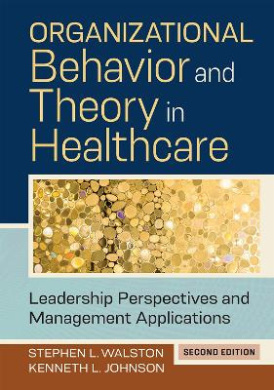 ORGANIZATIONAL
Behavior and
Theory in
Healthcare
Leadership Perspectives and
Management Applications
STEPHEN L. WALSTON
KENNETH L. JOHNSON
SECOND EDITION